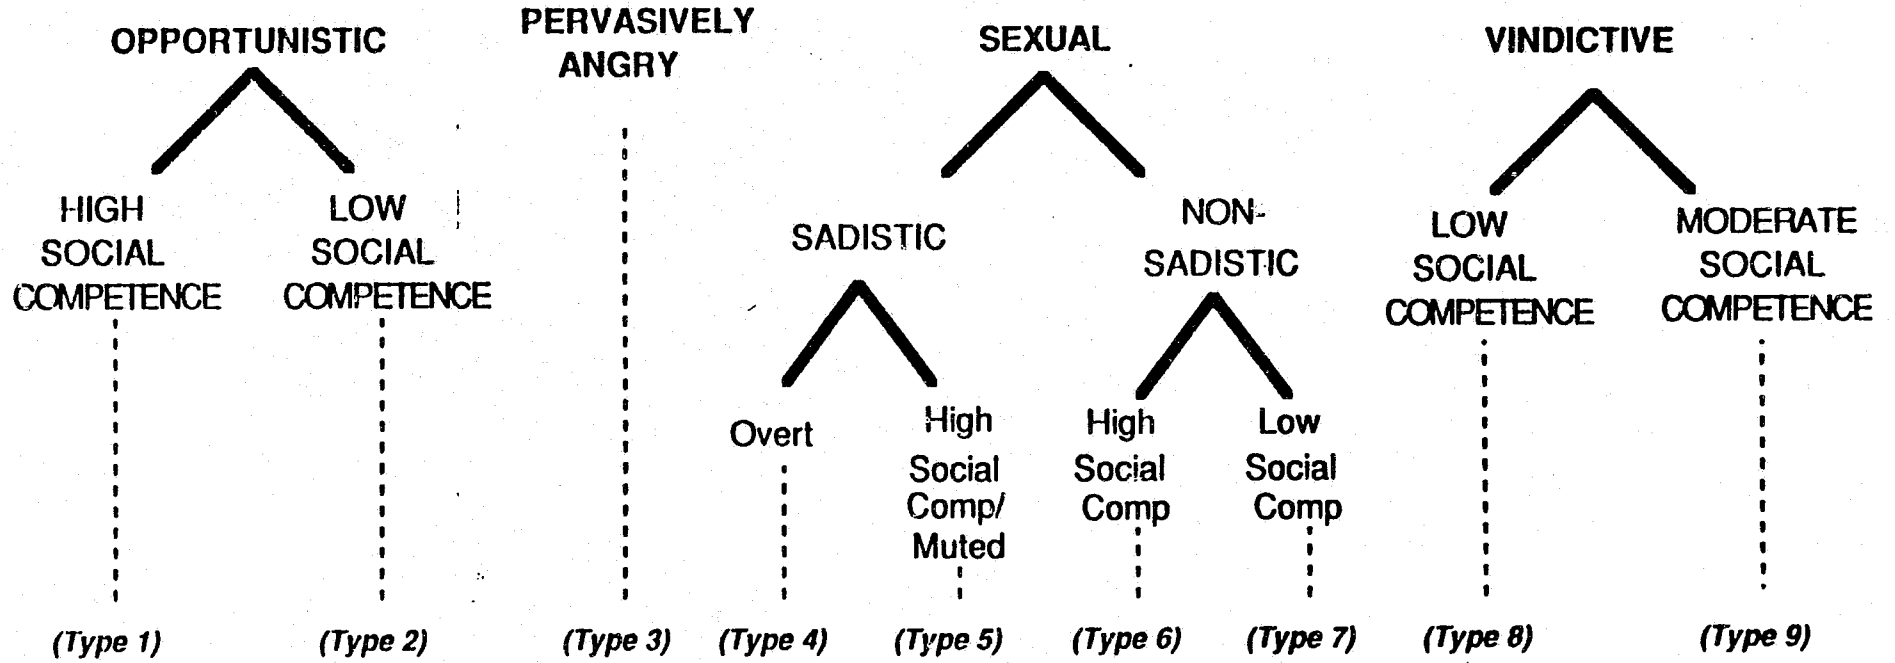 OPPORTUNISTIC
PERVASIVELY
ANGRY
SEXUAL
VINDICTIVE
HIGH
SOCIAL
COMPETENCE
LOW
SOCIAL
COMPETENCE
SADISTIC
NON-
SADISTIC
LOW
SOCIAL
COMPETENCE
MODERATE
SOCIAL
COMPETENCE
Overt
High
Social
Comp/
Muted
High
Social
Comp
Low
Social
Comp
(Type 1)
(Type 2)
(Type 3)
(Type 4)
(Type 5)
(Type 6)
(Type 7)
(Type 8)
(Type 9)